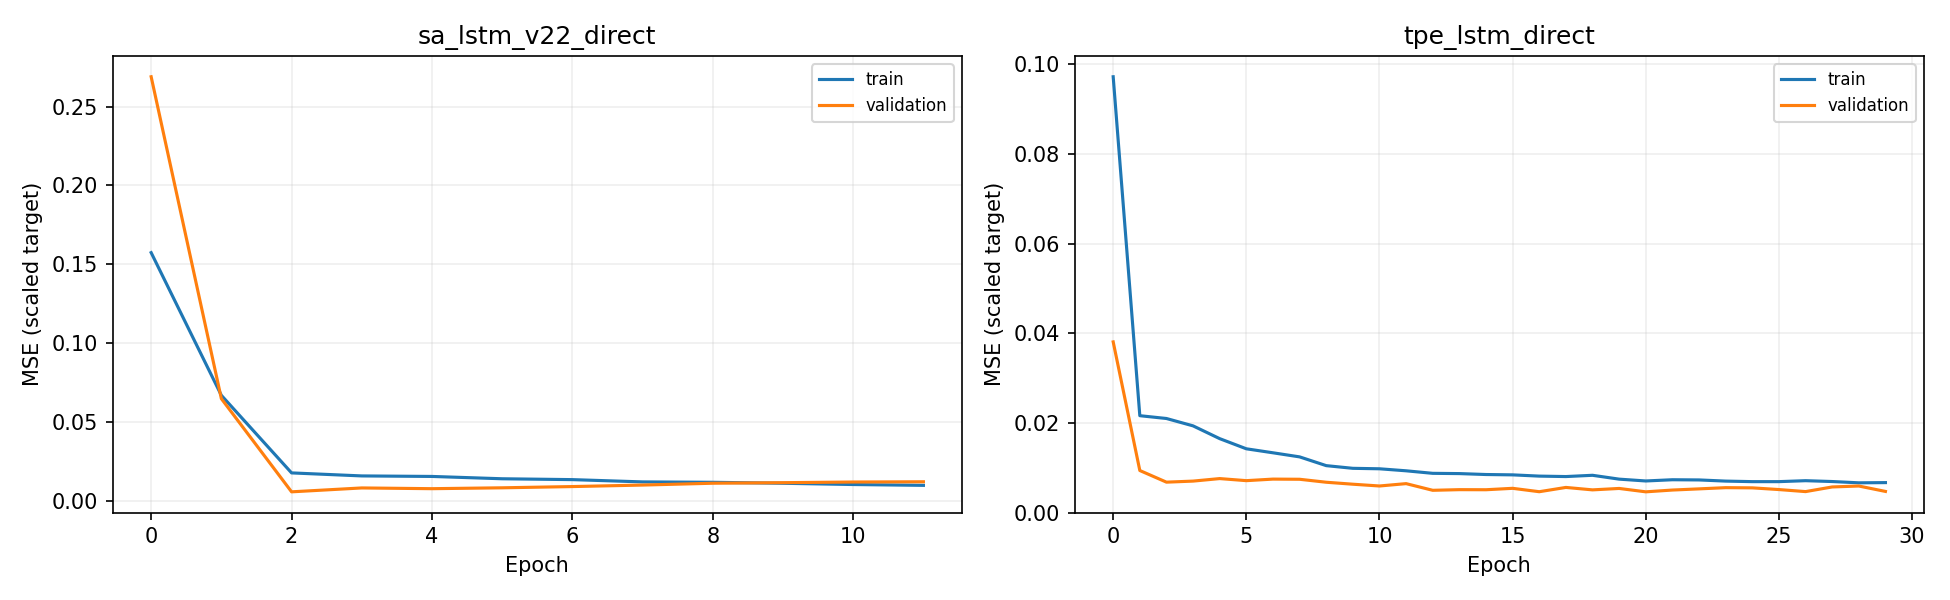 sa_lstm_v22_direct
train
validation
MSE (scaled target)
0.25
0.20
0.15
0.10
0.05
0.00
0 2 4 6 8 10
Epoch
tpe_lstm_direct
train
validation
MSE (scaled target)
0.10
0.08
0.06
0.04
0.02
0.00
0 5 10 15 20 25 30
Epoch